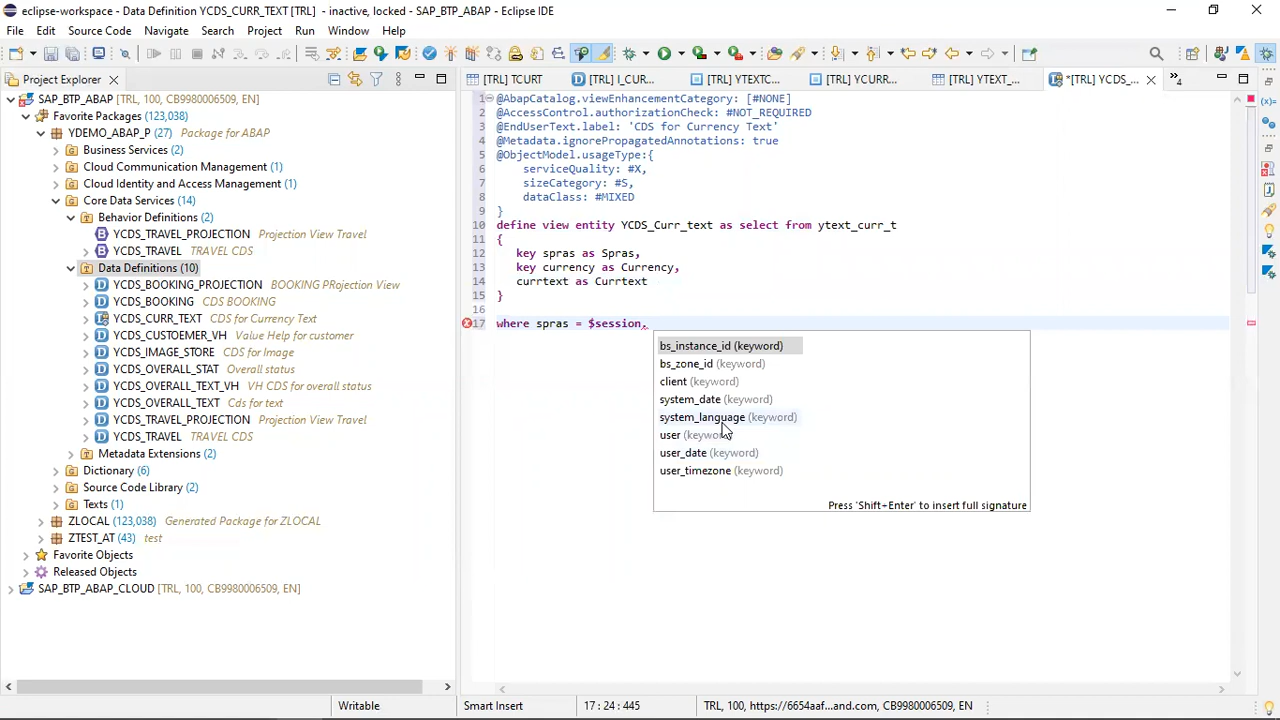 eclipse-workspace - Data Definition YCDS_CURR_TEXT [TRL] - inactive, locked - SAP_BTP_ABAP - Eclipse IDE
File Edit Source Code Navigate Search Project Run Window Help
Project Explorer
[TRL] TCURT
[TRL] I_CUR...
[TRL] YTEXTC...
[TRL] YCURR...
[TRL] YTEXT_...
*[TRL] YCDS_...
4
SAP_BTP_ABAP [TRL, 100, CB9980006509, EN]
Favorite Packages (123,038)
YDEMO_ABAP_P (27) Package for ABAP
Business Services (2)
Cloud Communication Management (1)
Cloud Identity and Access Management (1)
Core Data Services (14)
Behavior Definitions (2)
YCDS_TRAVEL_PROJECTION Projection View Travel
YCDS_TRAVEL TRAVEL CDS
Data Definitions (10)
YCDS_BOOKING_PROJECTION BOOKING PRojection View
YCDS_BOOKING CDS BOOKING
YCDS_CURR_TEXT CDS for Currency Text
YCDS_CUSTOEMER_VH Value Help for customer
YCDS_IMAGE_STORE CDS for Image
YCDS_OVERALL_STAT Overall status
YCDS_OVERALL_TEXT_VH VH CDS for overall status
YCDS_OVERALL_TEXT Cds for text
YCDS_TRAVEL_PROJECTION Projection View Travel
YCDS_TRAVEL TRAVEL CDS
Metadata Extensions (2)
Dictionary (6)
Source Code Library (2)
Texts (1)
ZLOCAL (123,038) Generated Package for ZLOCAL
ZTEST_AT (43) test
Favorite Objects
Released Objects
SAP_BTP_ABAP_CLOUD [TRL, 100, CB9980006509, EN]
1 @AbapCatalog.viewEnhancementCategory: [#NONE]
2 @AccessControl.authorizationCheck: #NOT_REQUIRED
3 @EndUserText.label: 'CDS for Currency Text'
4 @Metadata.ignorePropagatedAnnotations: true
5 @ObjectModel.usageType:{
6 serviceQuality: #X,
7 sizeCategory: #S,
8 dataClass: #MIXED
9 }
10 define view entity YCDS_Curr_text as select from ytext_curr_t
11 {
12 key spras as Spras,
13 key currency as Currency,
14 currtext as Currtext
15 }
16
17 where spras = $session.
bs_instance_id (keyword)
bs_zone_id (keyword)
client (keyword)
system_date (keyword)
system_language (keyword)
user (keyword)
user_date (keyword)
user_timezone (keyword)
Press 'Shift+Enter' to insert full signature
Writable
Smart Insert
17 : 24 : 445
TRL, 100, https://6654aaf...and.com, CB9980006509, EN